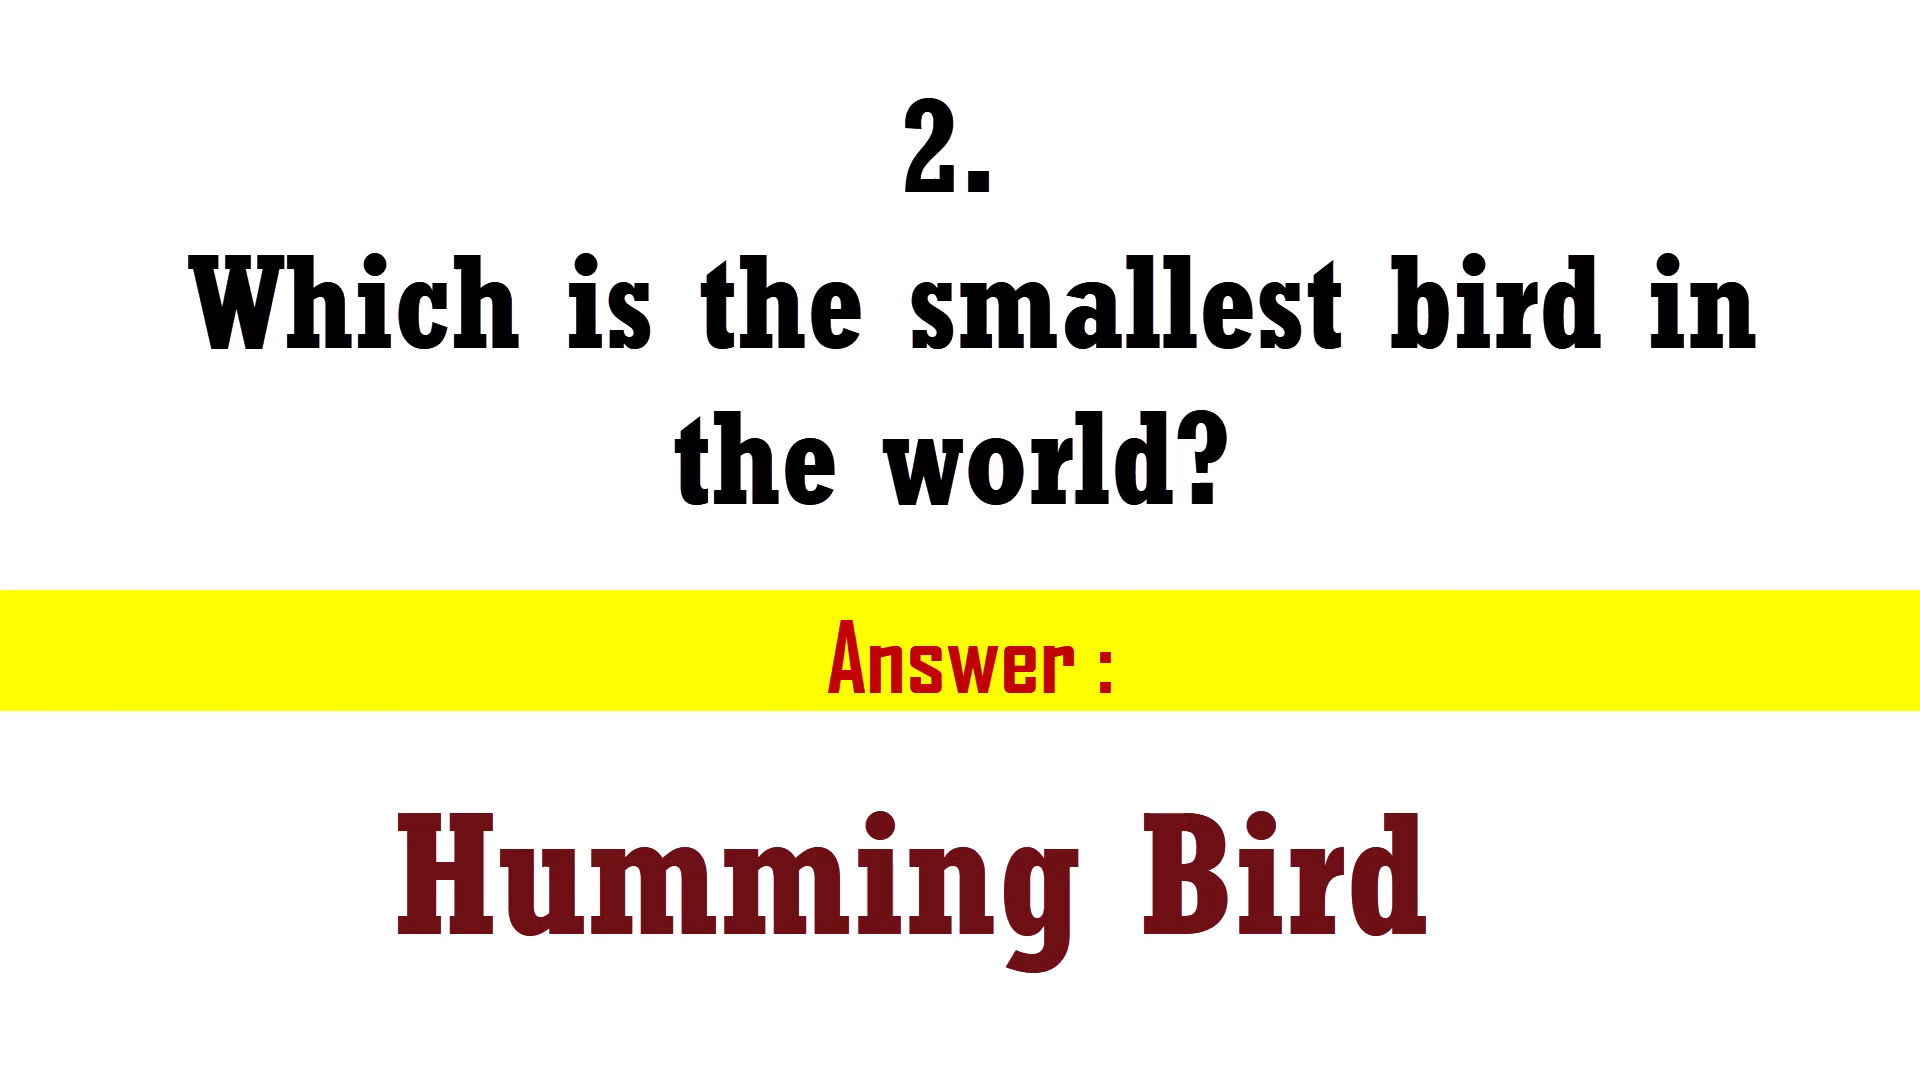 2.
Which is the smallest bird in
the world?
Answer :
Humming Bird